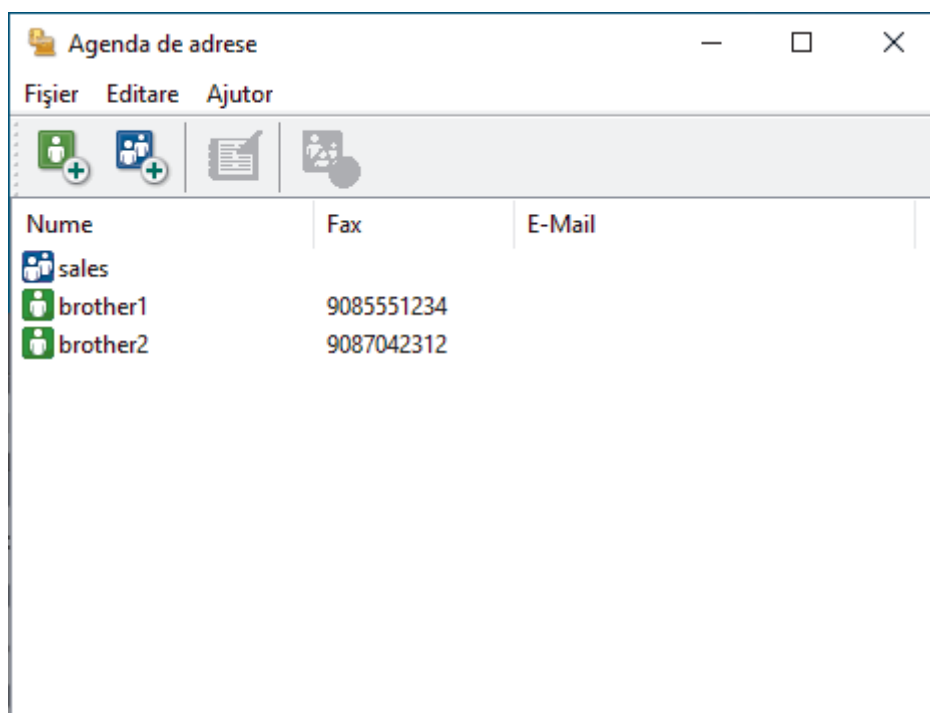 Agenda de adrese
Fişier Editare Ajutor
Nume Fax E-Mail
sales
brother1 9085551234
brother2 9087042312